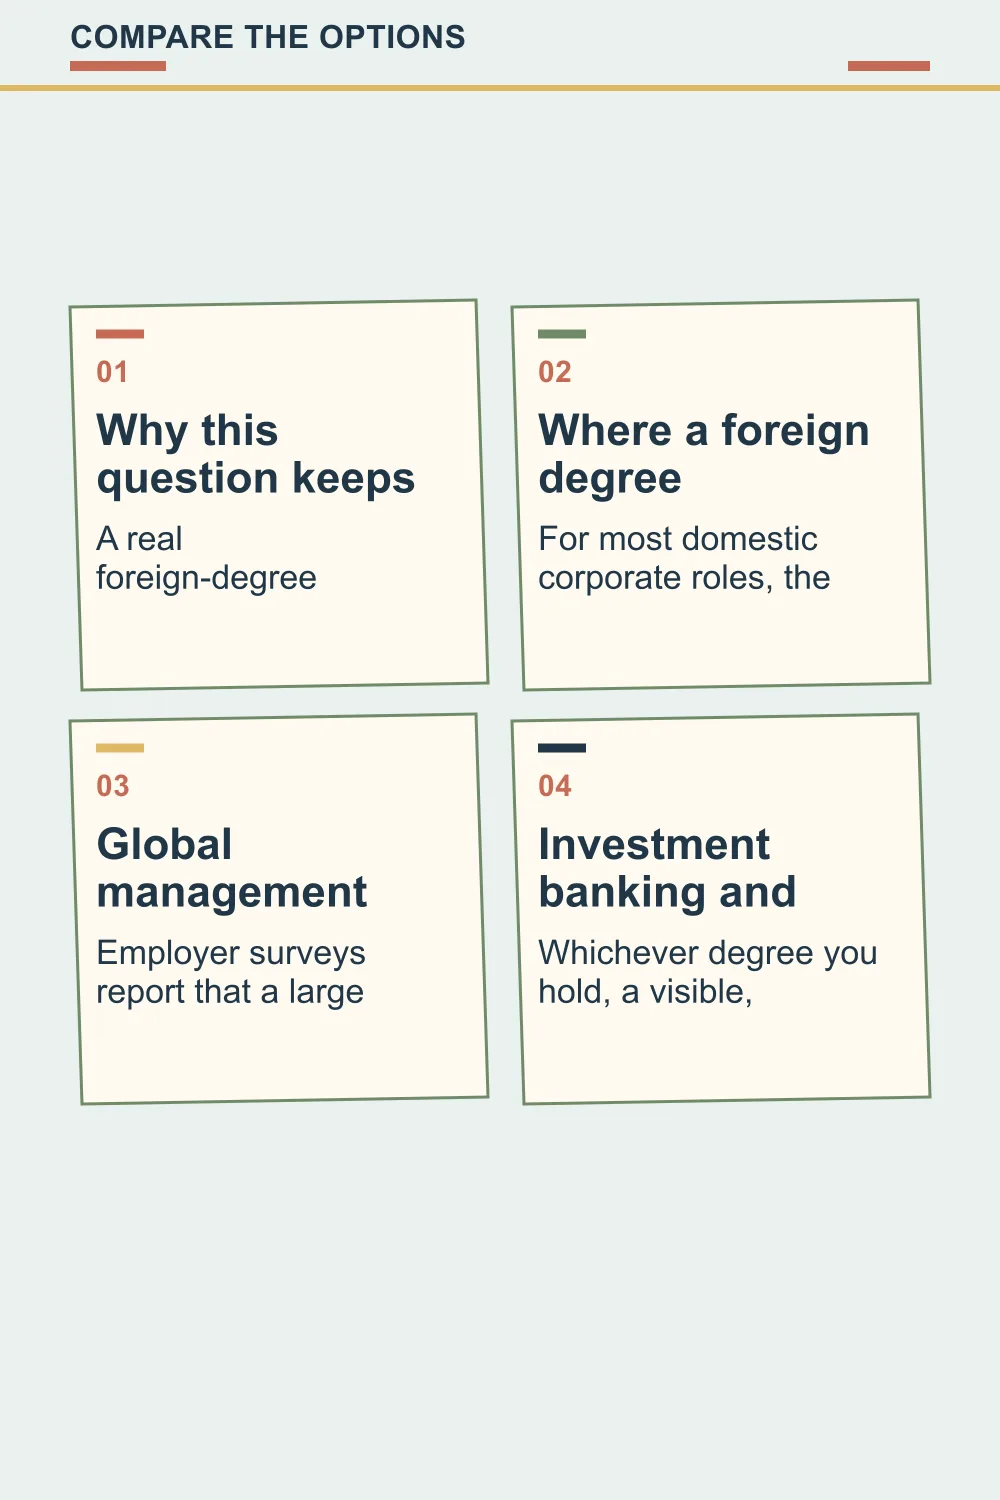 COMPARE THE OPTIONS
01
Why this
question keeps
A real
foreign-degree
02
Where a foreign
degree
For most domestic
corporate roles, the
03
Global
management
Employer surveys
report that a large
04
Investment
banking and
Whichever degree you
hold, a visible,